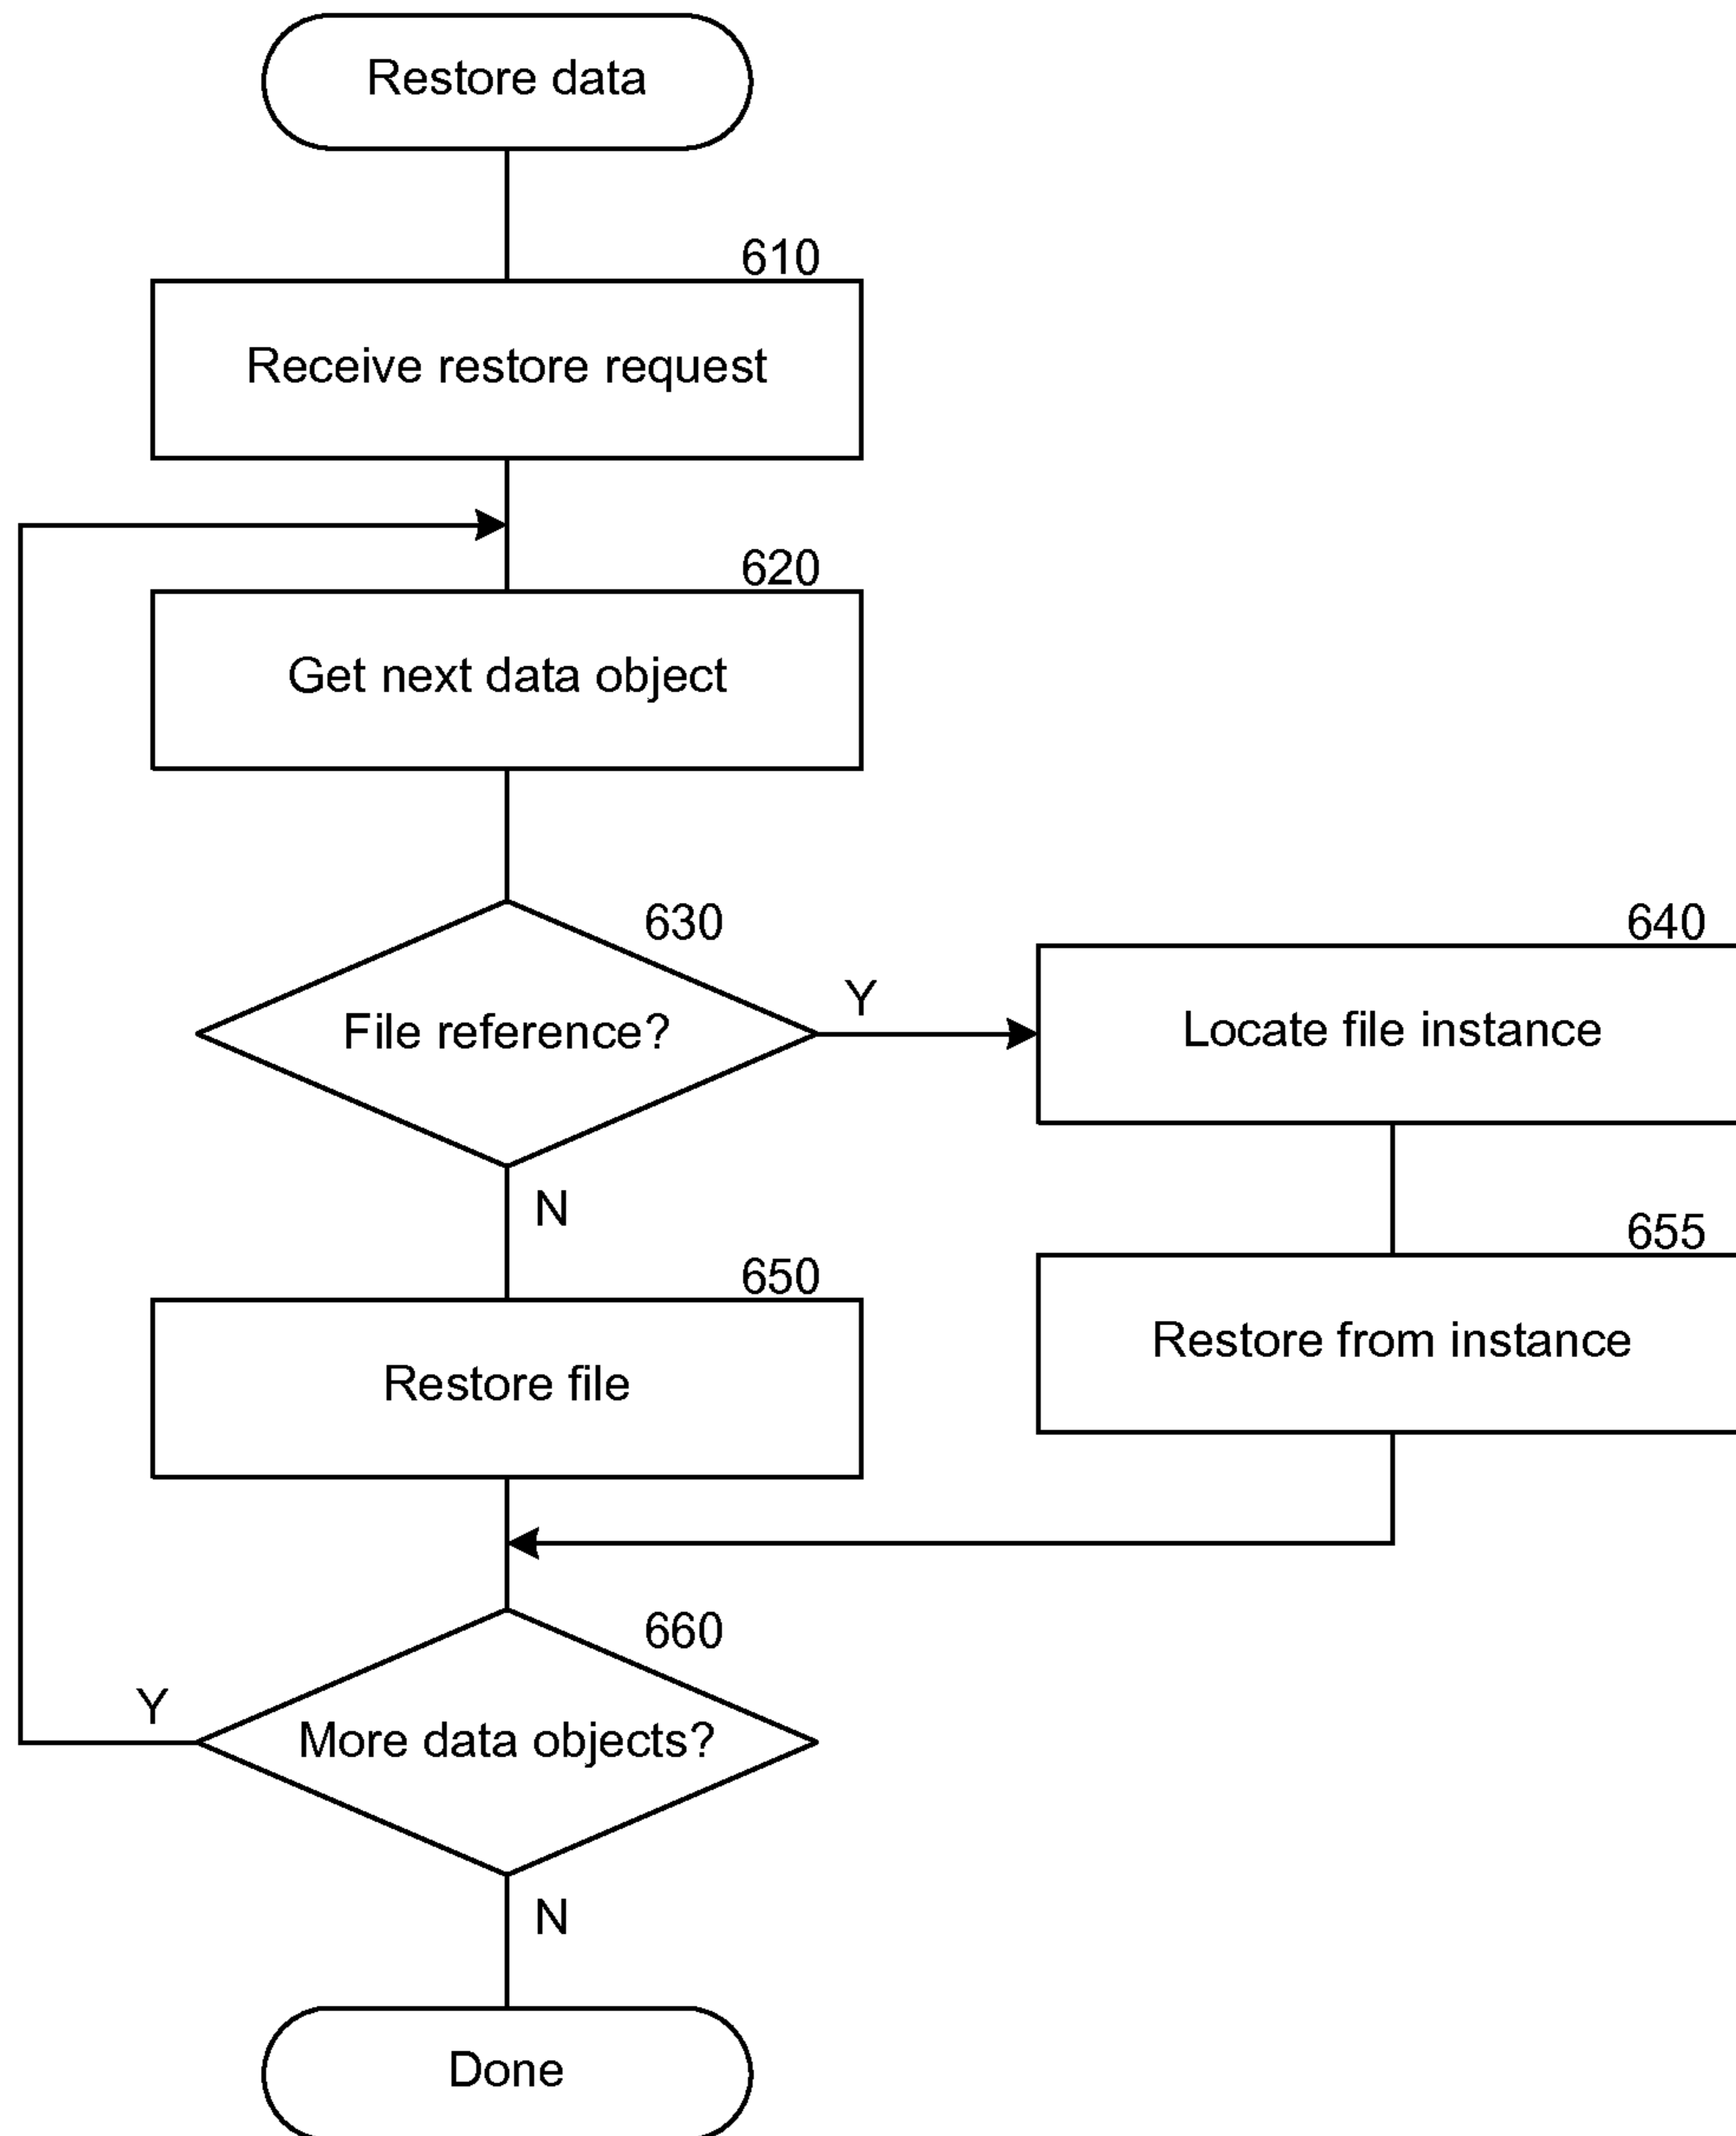 Restore data
610
Receive restore request
620
Get next data object
630
File reference?
Y
640
Locate file instance
N
655
Restore from instance
650
Restore file
660
More data objects?
Y
N
Done